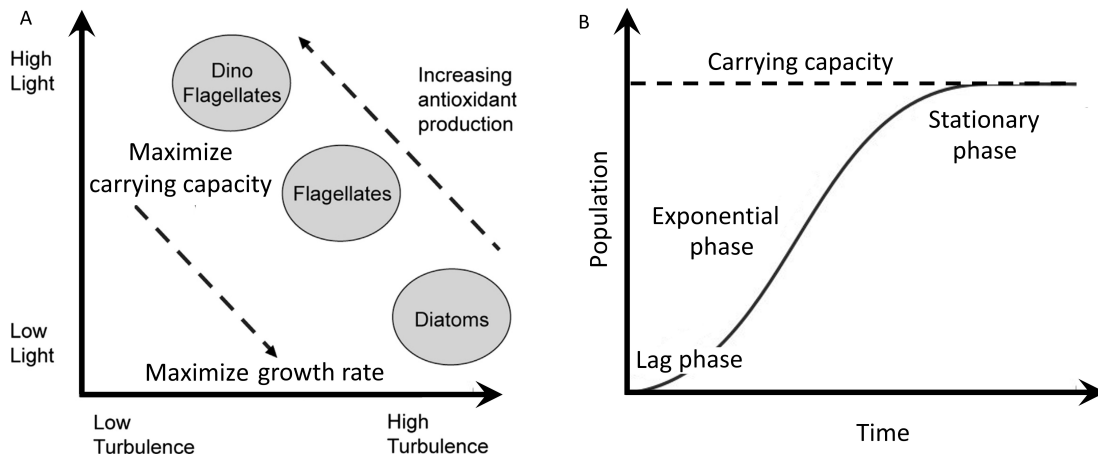 A
High
Light
Dino
Flagellates
Increasing
antioxidant
production
Maximize
carrying capacity
Flagellates
Low
Light
Diatoms
Maximize growth rate
Low
Turbulence
High
Turbulence
B
Carrying capacity
Stationary
phase
Exponential
phase
Population
Lag phase
Time